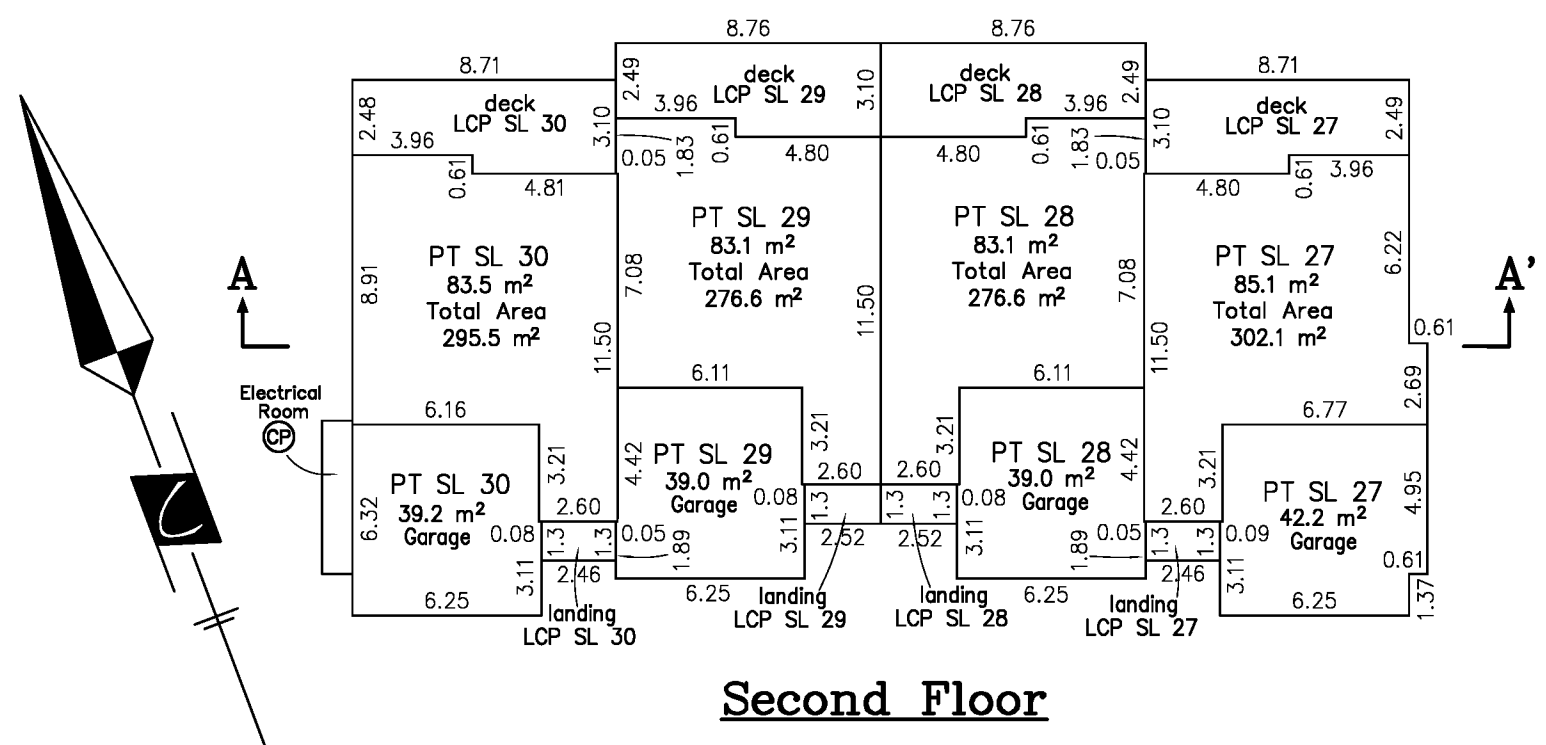 8.76
8.76
8.71
8.71
2.49
deck
LCP SL 29
3.10
deck
LCP SL 28
2.49
2.48
deck
LCP SL 30
3.10
3.96
3.96
3.10
deck
LCP SL 27
2.49
3.96
0.05
1.83
0.61
4.80
4.80
0.61
1.83
0.05
3.96
0.61
4.81
4.80
0.61
PT SL 30
83.5 m²
Total Area
295.5 m²
PT SL 29
83.1 m²
Total Area
276.6 m²
PT SL 28
83.1 m²
Total Area
276.6 m²
PT SL 27
85.1 m²
Total Area
302.1 m²
A
A'
8.91
7.08
7.08
6.22
11.50
11.50
11.50
0.61
2.69
Electrical
Room
CP
6.16
6.11
6.11
6.77
3.21
4.42
3.21
3.21
4.42
3.21
PT SL 30
39.2 m²
Garage
PT SL 29
39.0 m²
Garage
PT SL 28
39.0 m²
Garage
PT SL 27
42.2 m²
Garage
6.32
4.95
2.60
2.60
2.60
2.60
0.08
1.3
1.3
0.05
0.08
1.3
1.3
1.3
0.08
0.05
1.3
1.3
0.09
0.61
3.11
2.46
1.89
3.11
2.52
2.52
3.11
1.89
2.46
3.11
1.37
6.25
6.25
6.25
6.25
landing
LCP SL 30
landing
LCP SL 29
landing
LCP SL 28
landing
LCP SL 27
Second Floor